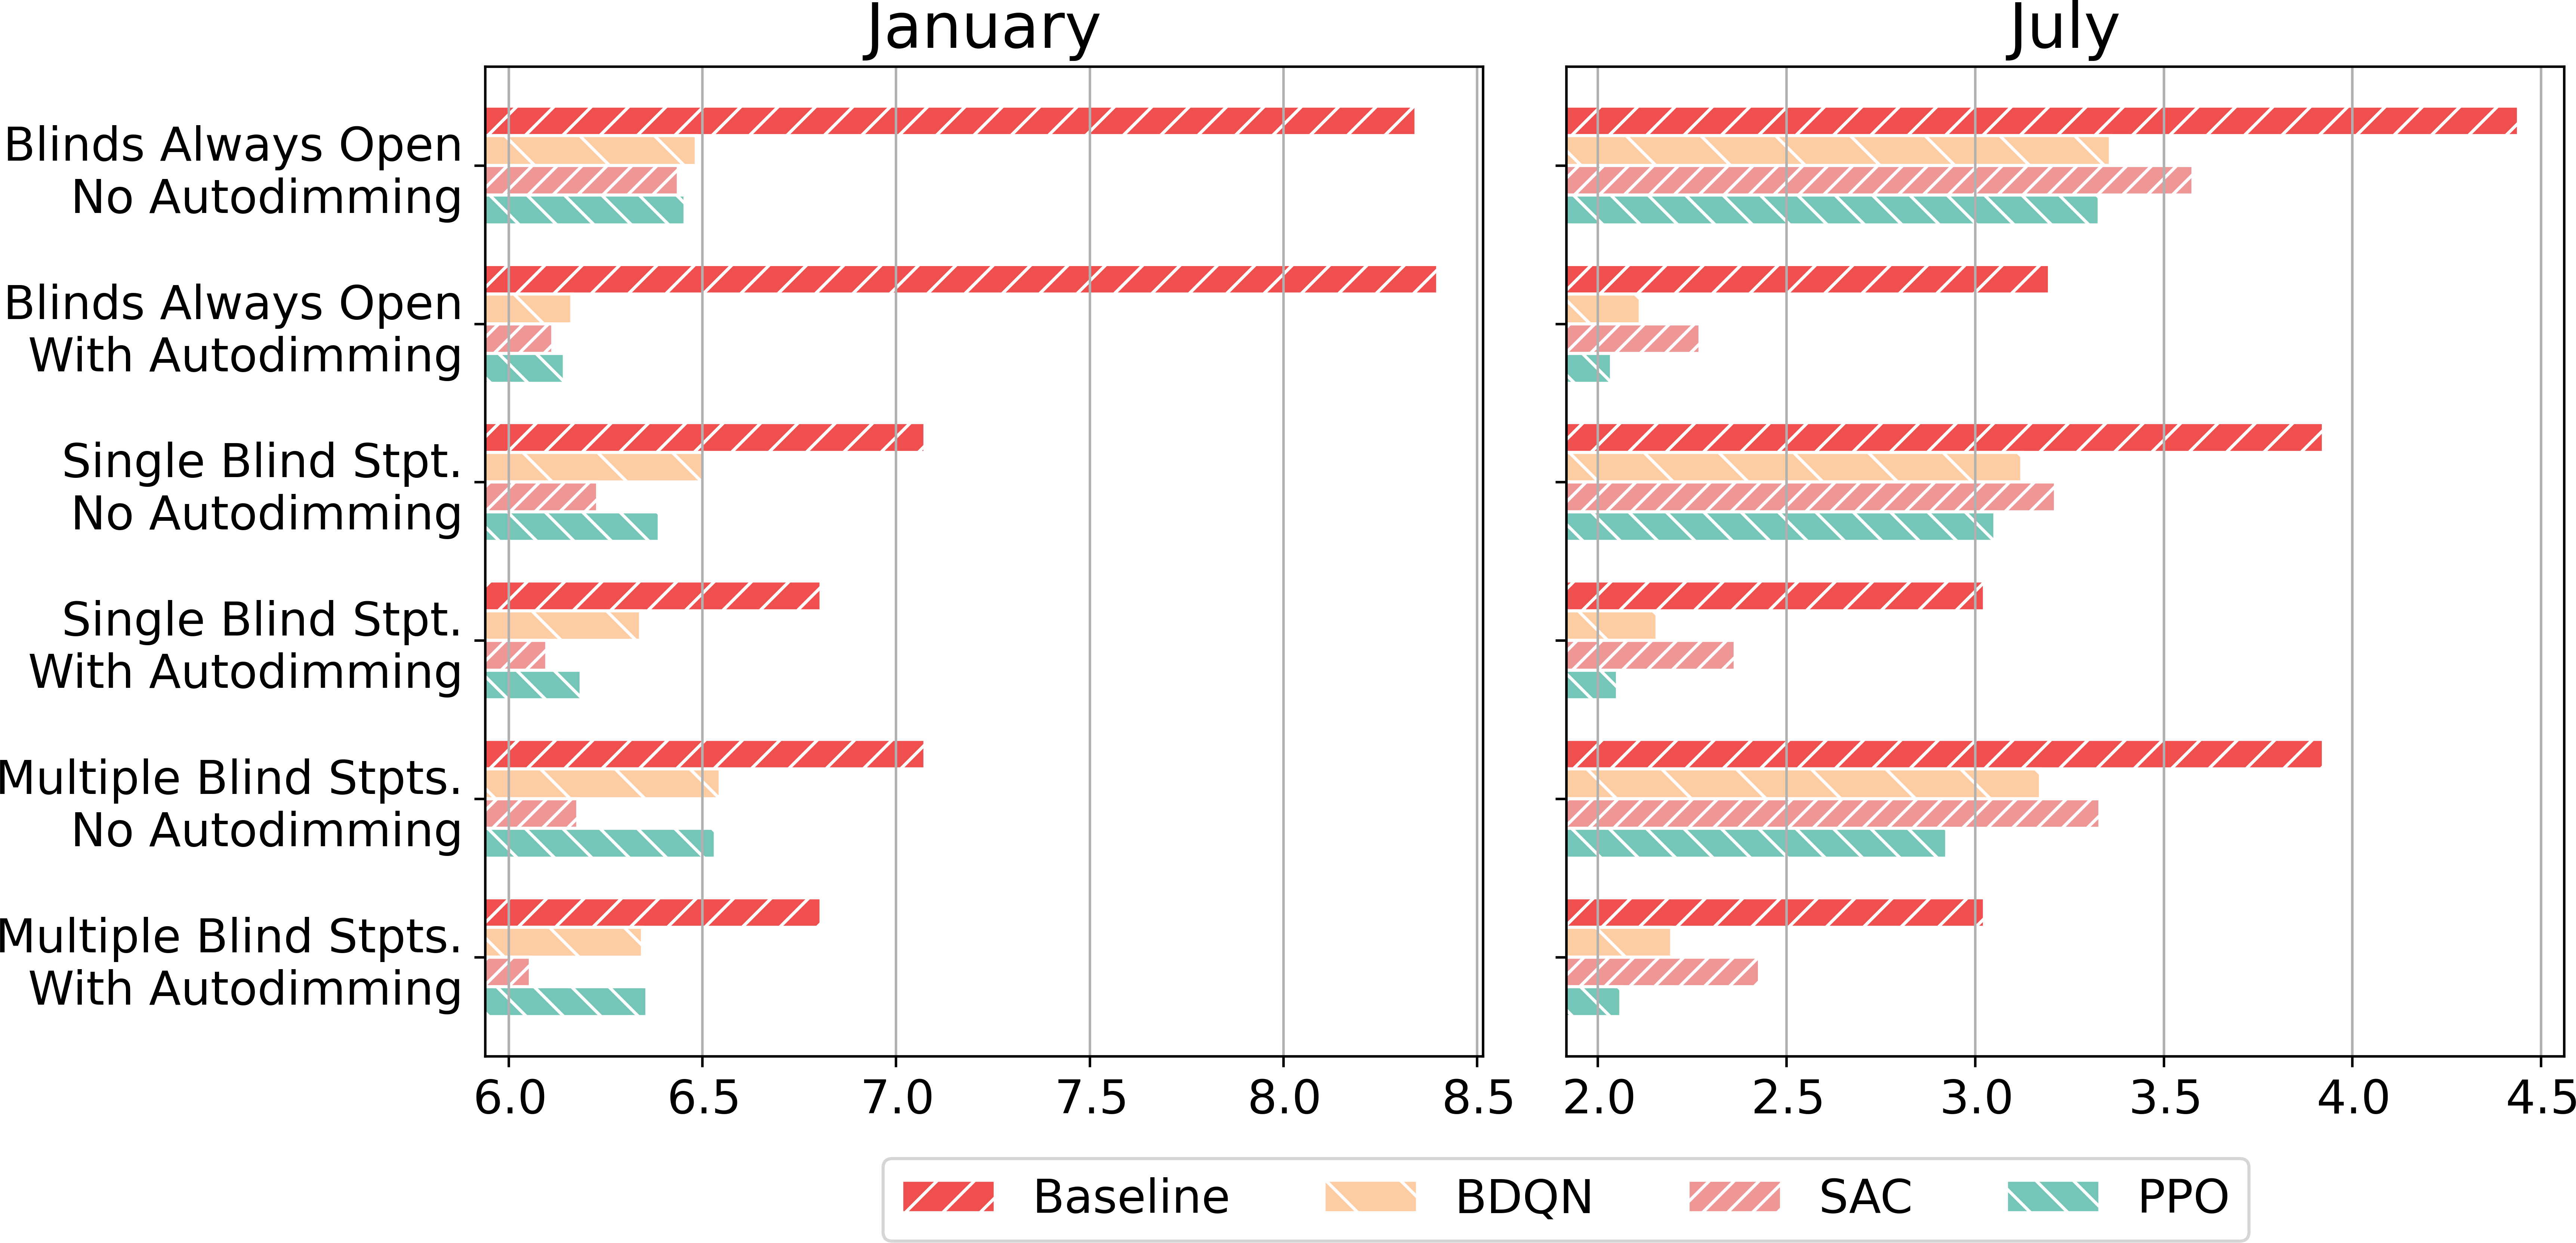 January
July
Blinds Always Open
No Autodimming
Blinds Always Open
With Autodimming
Single Blind Stpt.
No Autodimming
Single Blind Stpt.
With Autodimming
Multiple Blind Stpts.
No Autodimming
Multiple Blind Stpts.
With Autodimming
6.0 6.5 7.0 7.5 8.0 8.5
2.0 2.5 3.0 3.5 4.0 4.5
Baseline BDQN SAC PPO